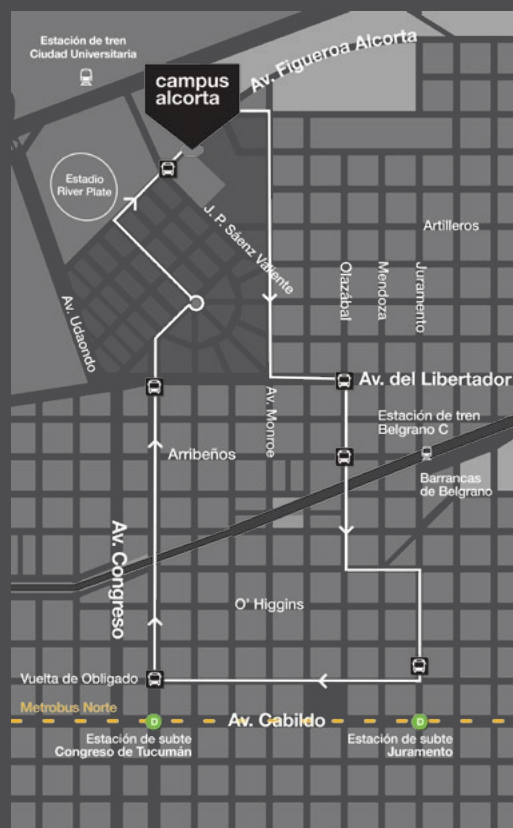 Estación de tren
Ciudad Universitaria
campus
alcorta
Av. Figueroa Alcorta
Estadio
River Plate
J. P. Sáenz Valiente
Artilleros
Olazábal
Mendoza
Juramento
Av. Udaondo
Av. del Libertador
Av. Monroe
Estación de tren
Belgrano C
Arribeños
Barrancas
de Belgrano
Av. Congreso
O' Higgins
Vuelta de Obligado
Metrobus Norte
D
Av. Cabildo
D
Estación de subte
Congreso de Tucumán
Estación de subte
Juramento